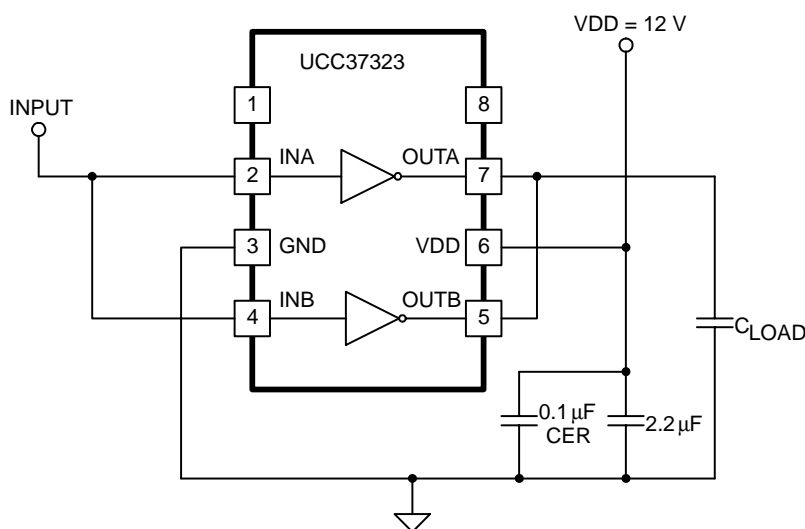 VDD = 12 V
UCC37323
INPUT
1
8
2
INA
OUTA
7
3
GND
VDD
6
4
INB
OUTB
5
CLOAD
0.1 μF
CER
2.2 μF